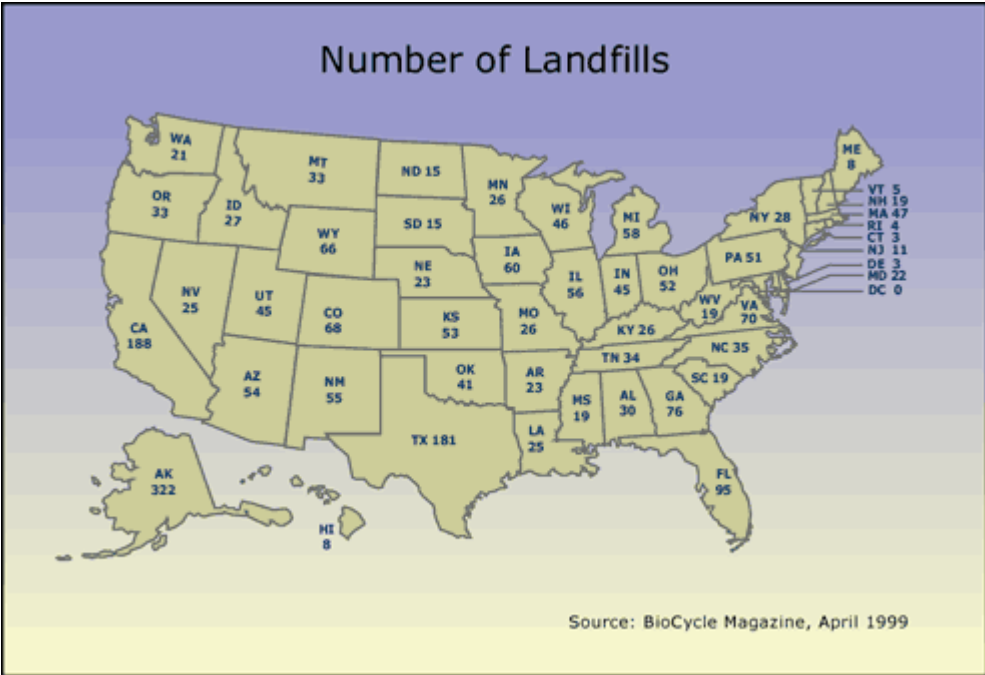 Number of Landfills
WA
21
MT
33
ND 15
MN
26
ME
8
OR
33
ID
27
SD 15
WI
46
MI
58
NY 28
VT 5
NH 19
MA 47
RI 4
CT 3
NJ 11
DE 3
MD 22
DC 0
WY
66
IA
60
PA 51
NE
23
NV
25
UT
45
CO
68
IL
56
IN
45
OH
52
WV
19
VA
70
CA
188
KS
53
MO
26
KY 26
NC 35
TN 34
AZ
54
NM
55
OK
41
AR
23
SC 19
MS
19
AL
30
GA
76
TX 181
LA
25
AK
322
FL
95
HI
8
Source: BioCycle Magazine, April 1999